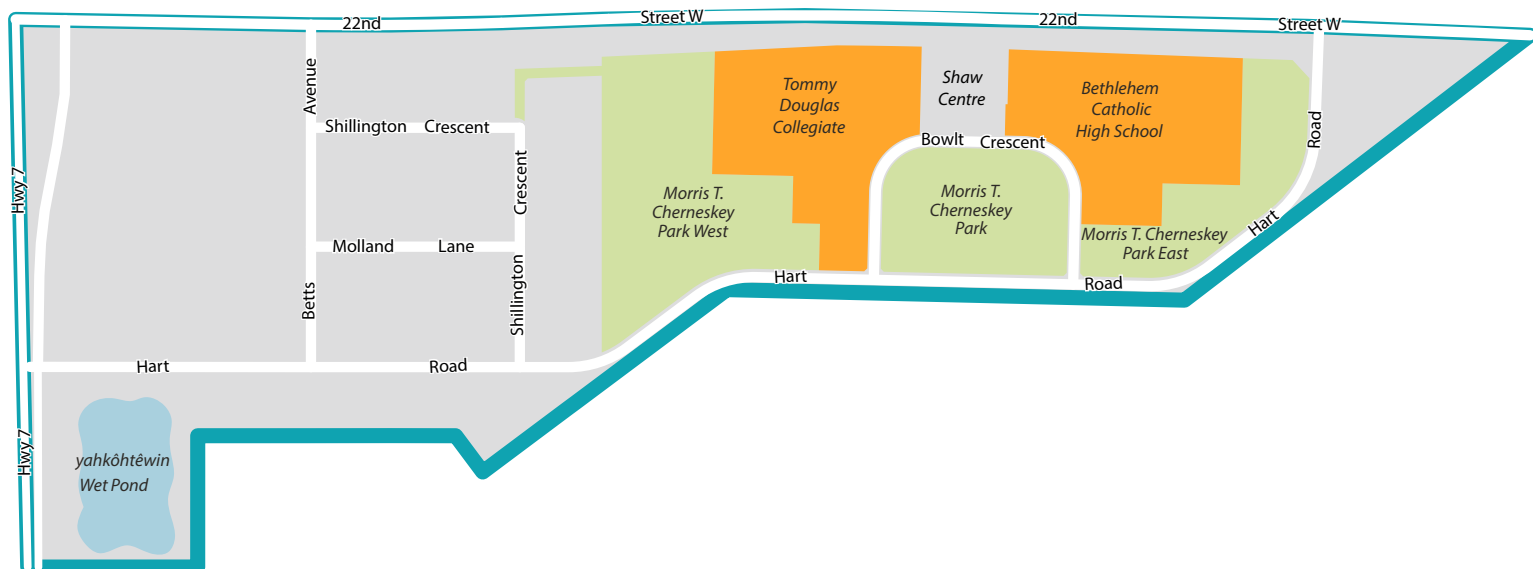 22nd
Street W
22nd
Street W
Hwy 7
Avenue
Shillington Crescent
Crescent
Molland Lane
Betts
Shillington
Hart
Road
Hwy 7
yahkôhtêwin
Wet Pond
Morris T.
Cherneskey
Park West
Tommy
Douglas
Collegiate
Shaw
Centre
Bowlt Crescent
Bethlehem
Catholic
High School
Morris T.
Cherneskey
Park
Morris T. Cherneskey
Park East
Hart
Road
Hart
Road